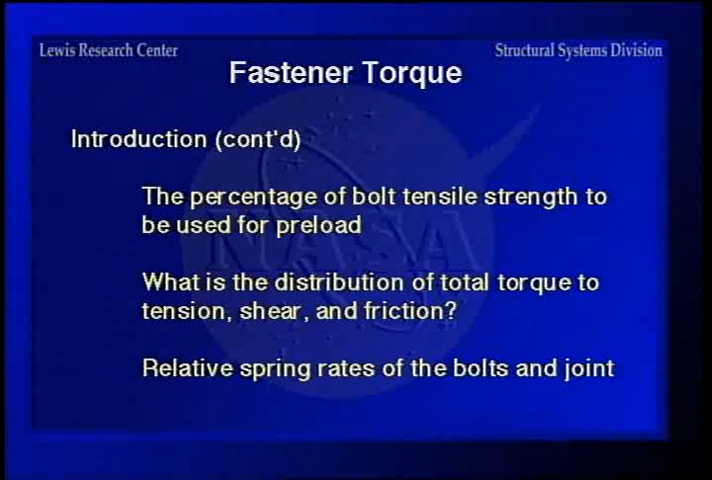 Lewis Research Center
Structural Systems Division
Fastener Torque
Introduction (cont'd)
The percentage of bolt tensile strength to
be used for preload
What is the distribution of total torque to
tension, shear, and friction?
Relative spring rates of the bolts and joint
NASA